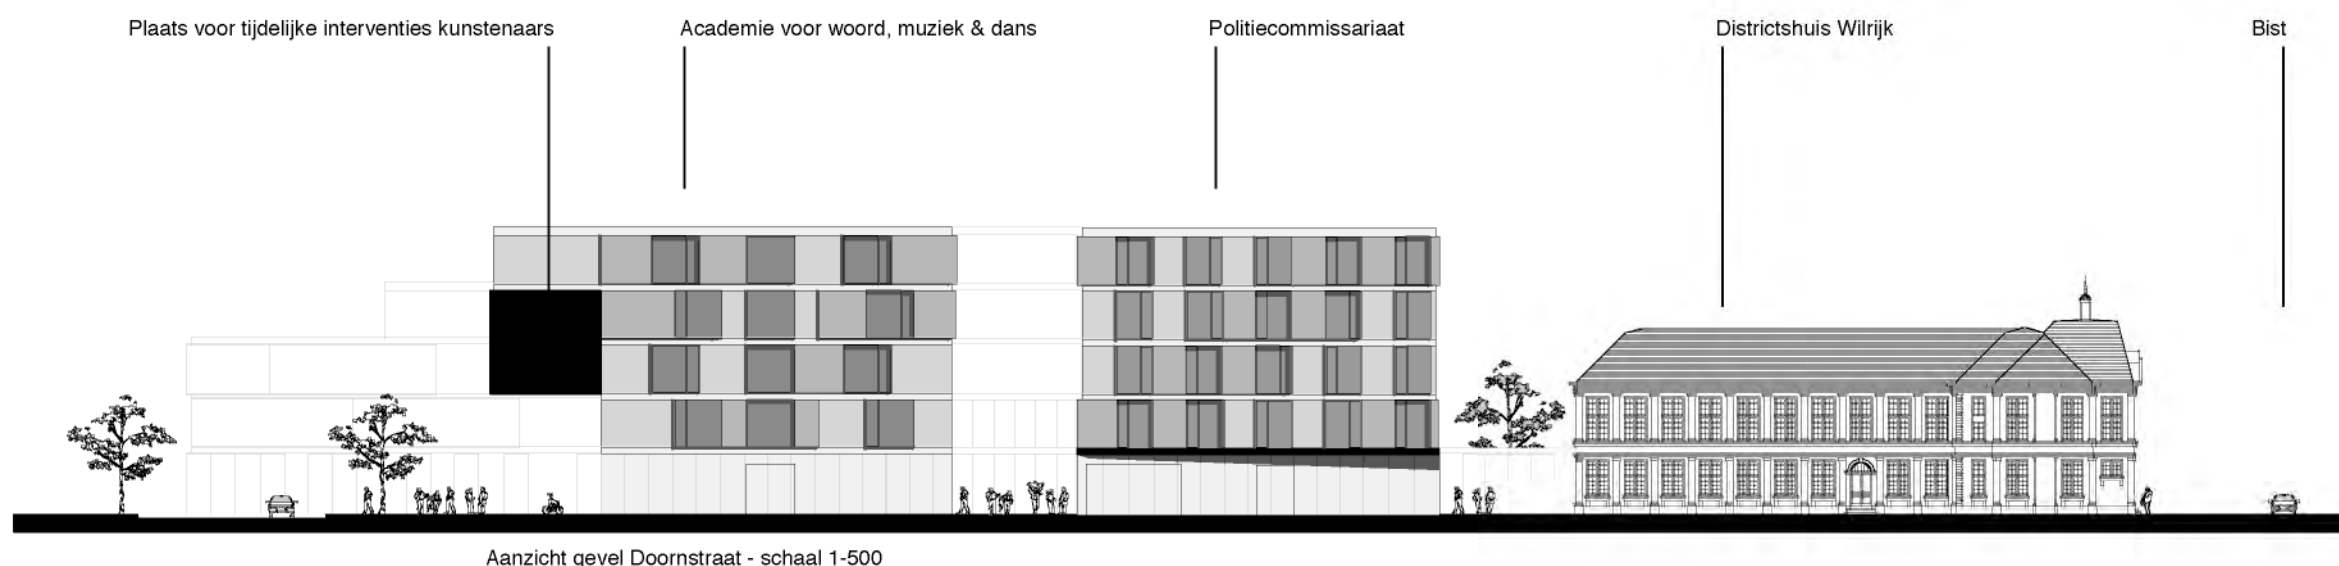 Plaats voor tijdelijke interventies kunstenaars
Academie voor woord, muziek & dans
Politiecommissariaat
Districtshuis Wilrijk
Bist
Aanzicht gevel Doornstraat - schaal 1-500